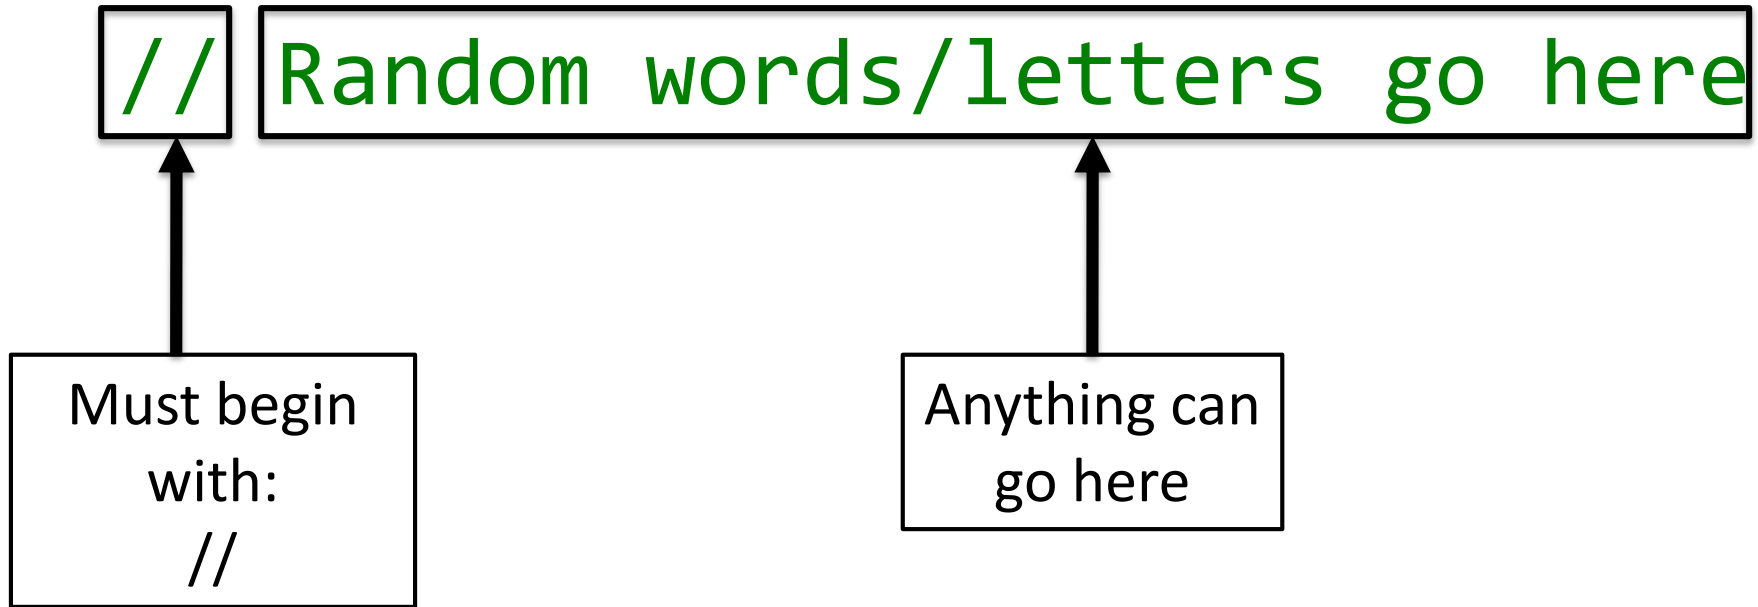 // Random words/letters go here
Must begin
with:
//
Anything can
go here